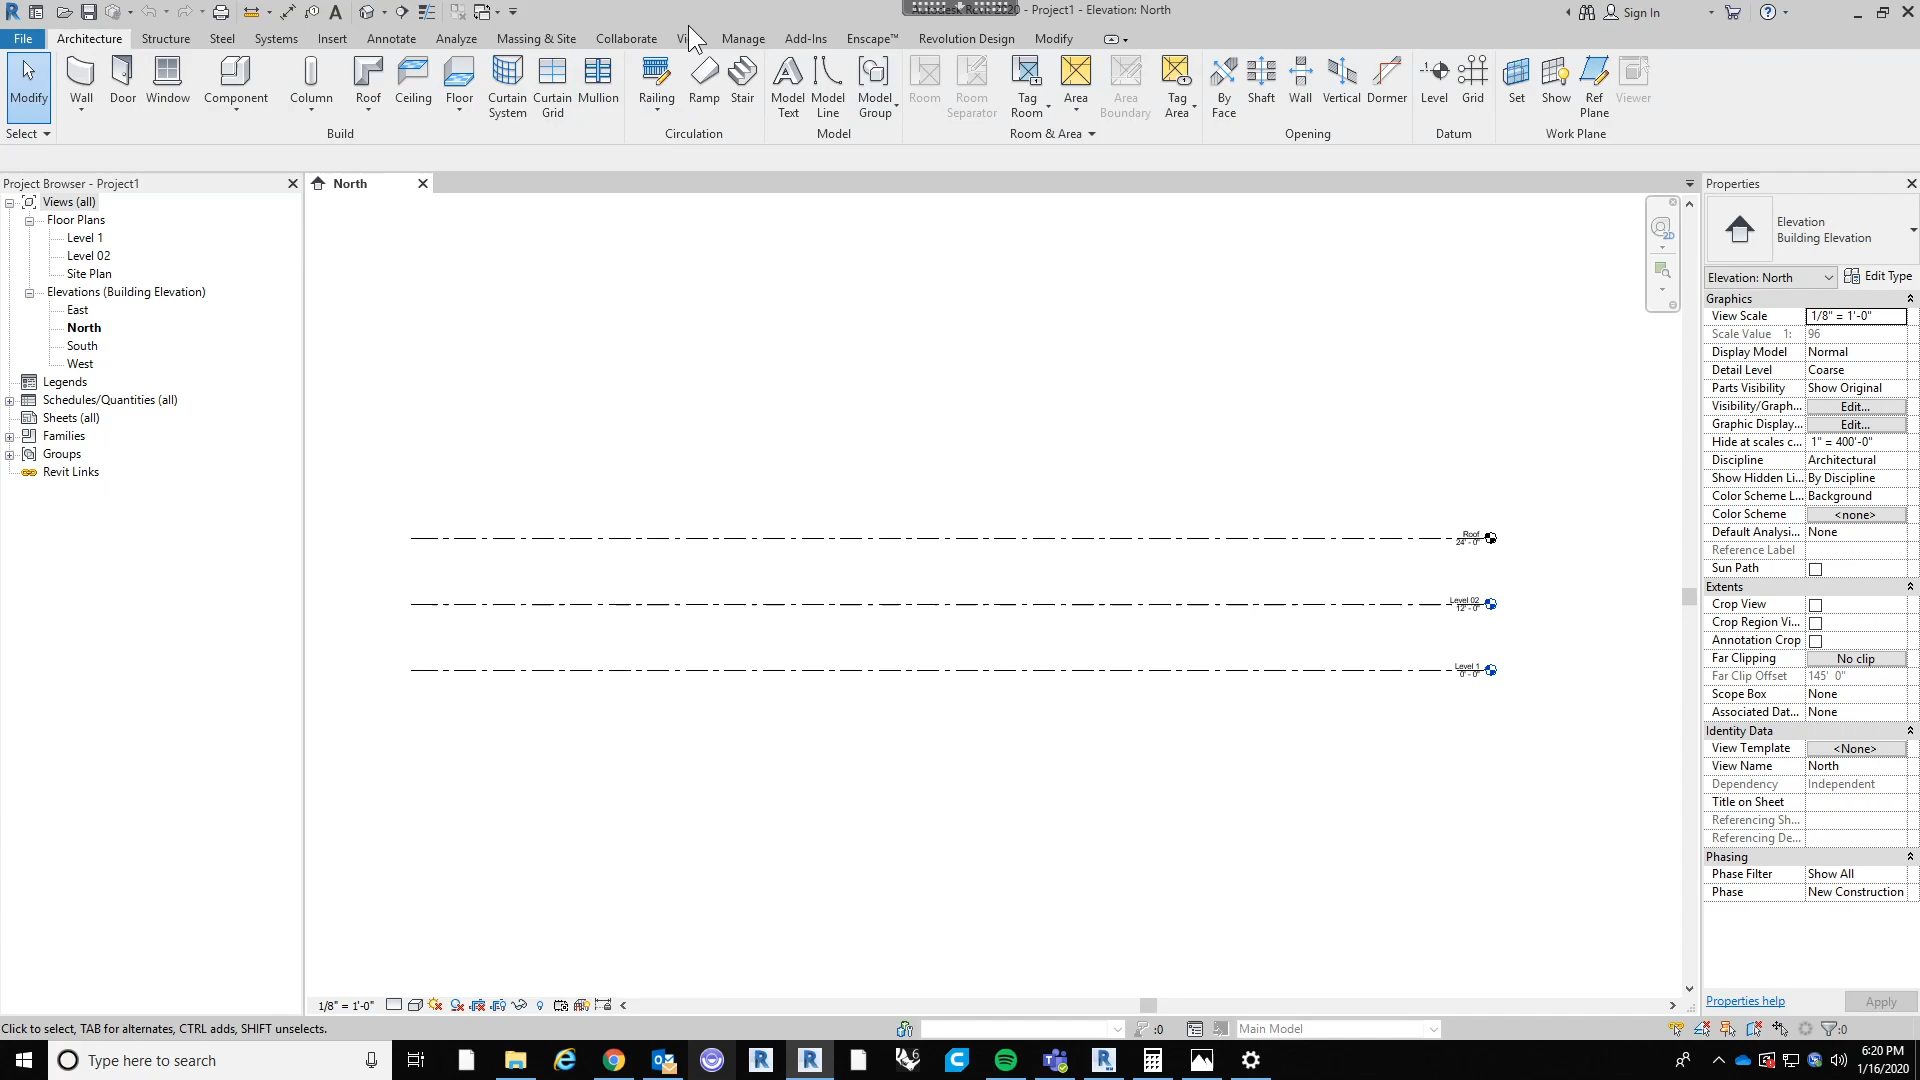 - Project1 - Elevation: North
Sign In
File
Architecture
Structure
Steel
Systems
Insert
Annotate
Analyze
Massing & Site
Collaborate
Manage
Add-Ins
Enscape™
Revolution Design
Modify
Modify
Wall
Door
Window
Component
Column
Roof
Ceiling
Floor
Curtain System
Curtain Grid
Mullion
Railing
Ramp
Stair
Model Text
Model Line
Model Group
Room
Room Separator
Tag Room
Area
Area Boundary
Tag Area
By Face
Shaft
Wall
Vertical
Dormer
Level
Grid
Set
Show
Ref Plane
Viewer
Select
Build
Circulation
Model
Room & Area
Opening
Datum
Work Plane
Project Browser - Project1
North
Properties
Views (all)
Floor Plans
Level 1
Level 02
Site Plan
Elevations (Building Elevation)
East
North
South
West
Legends
Schedules/Quantities (all)
Sheets (all)
Families
Groups
Revit Links
2D
Roof
24' - 0"
Level 02
12' - 0"
Level 1
0' - 0"
Elevation
Building Elevation
Elevation: North
Edit Type
Graphics
View Scale 1/8" = 1'-0"
Scale Value 1: 96
Display Model Normal
Detail Level Coarse
Parts Visibility Show Original
Visibility/Graph... Edit...
Graphic Display... Edit...
Hide at scales c... 1" = 400'-0"
Discipline Architectural
Show Hidden Li... By Discipline
Color Scheme L... Background
Color Scheme <none>
Default Analysi... None
Reference Label
Sun Path
Extents
Crop View
Crop Region Vi...
Annotation Crop
Far Clipping No clip
Far Clip Offset 145' 0"
Scope Box None
Associated Dat... None
Identity Data
View Template <None>
View Name North
Dependency Independent
Title on Sheet
Referencing Sh...
Referencing De...
Phasing
Phase Filter Show All
Phase New Construction
Properties help
Apply
1/8" = 1'-0"
Click to select, TAB for alternates, CTRL adds, SHIFT unselects.
:0
Main Model
:0
Type here to search
6:20 PM
1/16/2020